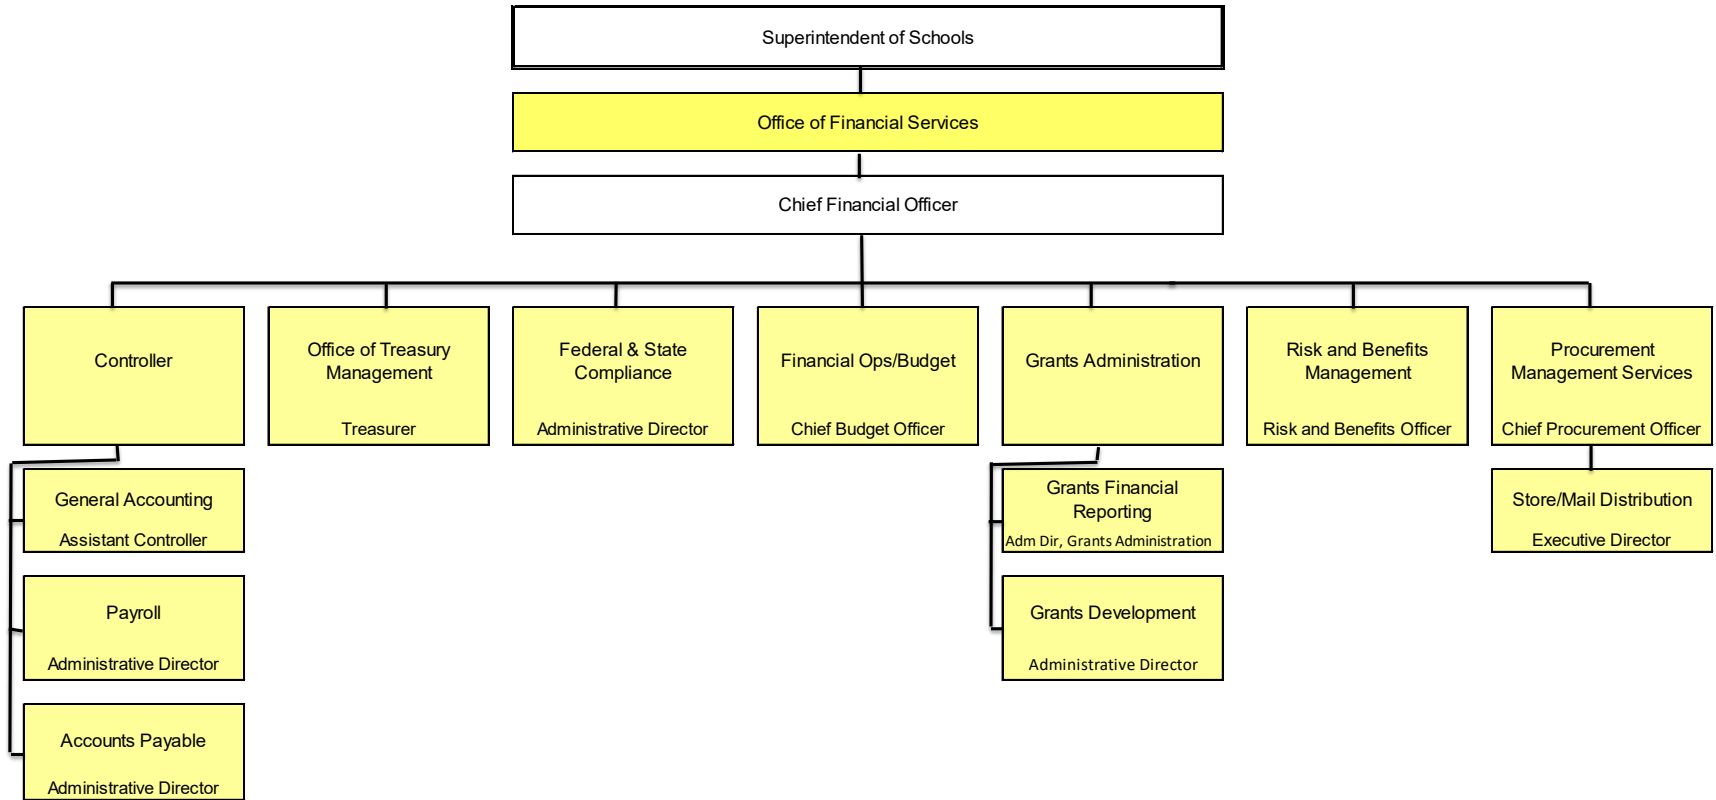 Superintendent of Schools
Office of Financial Services
Chief Financial Officer
Controller
Office of Treasury
Management
Treasurer
Federal & State
Compliance
Administrative Director
Financial Ops/Budget
Chief Budget Officer
Grants Administration
Risk and Benefits
Management
Risk and Benefits Officer
Procurement
Management Services
Chief Procurement Officer
General Accounting
Assistant Controller
Payroll
Administrative Director
Accounts Payable
Administrative Director
Grants Financial
Reporting
Adm Dir, Grants Administration
Grants Development
Administrative Director
Store/Mail Distribution
Executive Director